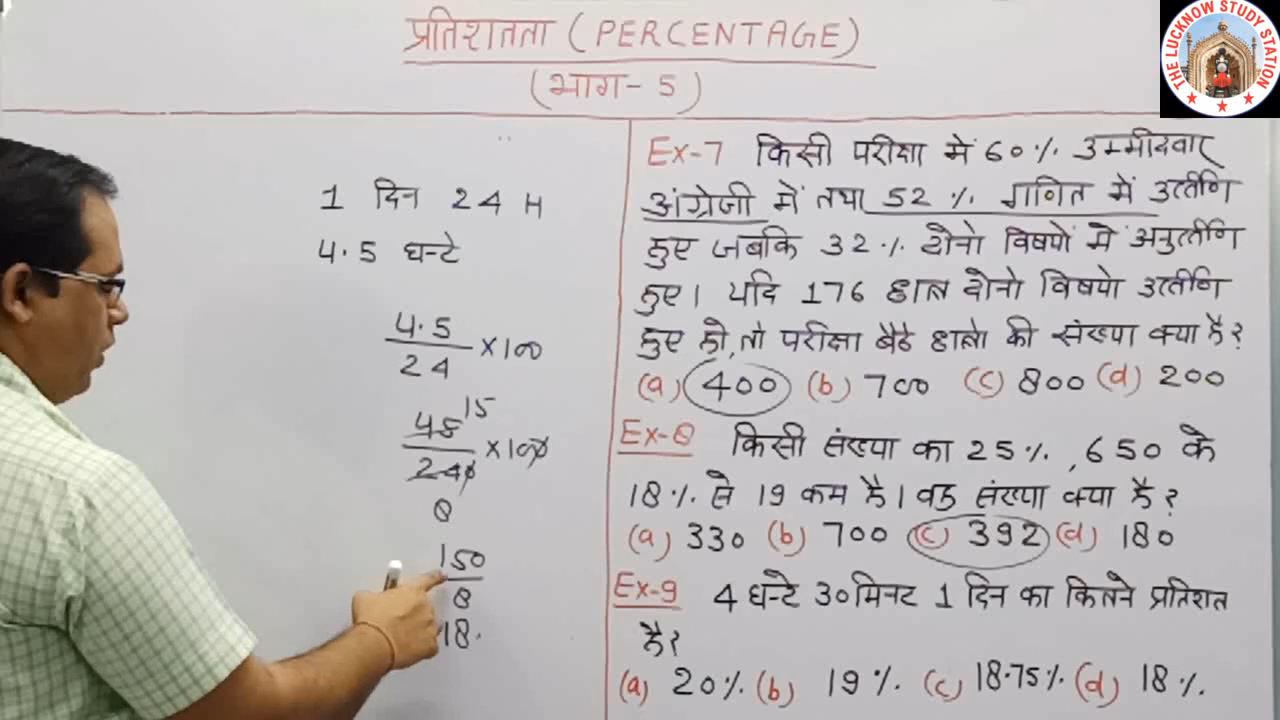 प्रतिशतता (PERCENTAGE)
(भाग-5)
THE LUCKNOW STUDY STATION
1 दिन 24 H
4.5 घन्टे
4.5
24 ×100
45 15
240 ×100
8
150
8
18.
Ex-7 किसी परीक्षा में 60% उम्मीदवार
अंग्रेजी में तथा 52% गणित में उर्त्तीण
हुए जबकि 32% दोनो विषयों में अनुर्त्तीण
हुए। यदि 176 छात्र दोनो विषयो उर्त्तीण
हुए हो, तो परीक्षा बैठे छात्रो की संख्या क्या है?
(a) 400 (b) 700 (c) 800 (d) 200
Ex-8 किसी संख्या का 25%, 650 के
18% से 19 कम है। वह संख्या क्या है?
(a) 330 (b) 700 (c) 392 (d) 180
Ex-9 4 घन्टे 30 मिनट 1 दिन का कितने प्रतिशत
है?
(a) 20% (b) 19% (c) 18.75% (d) 18%